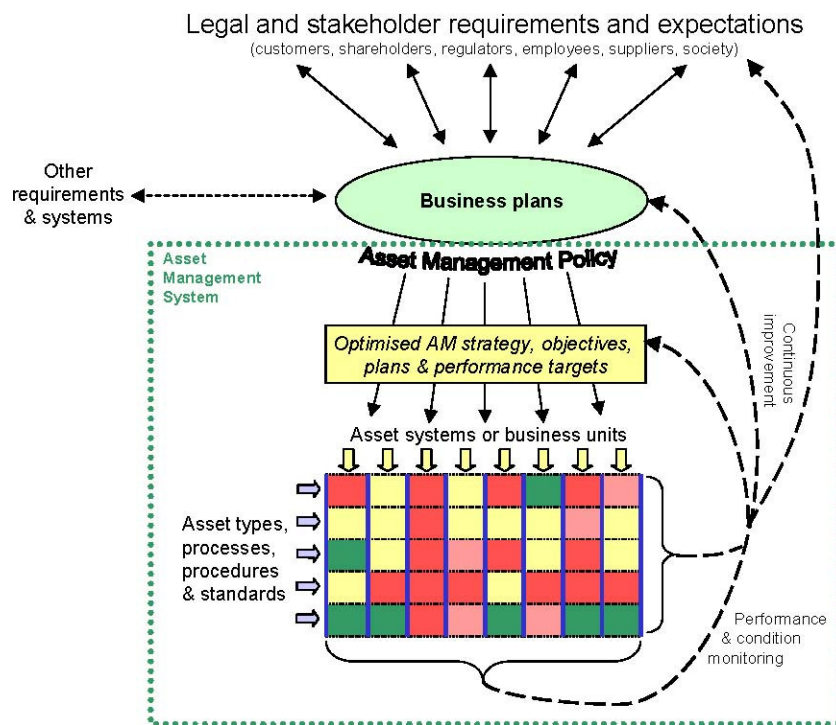 Legal and stakeholder requirements and expectations
(customers, shareholders, regulators, employees, suppliers, society)
Other
requirements
& systems
Business plans
Asset
Management
System
Asset Management Policy
Optimised AM strategy, objectives,
plans & performance targets
Continuous
improvement
Asset systems or business units
Asset types,
processes,
procedures
& standards
Performance
& condition
monitoring